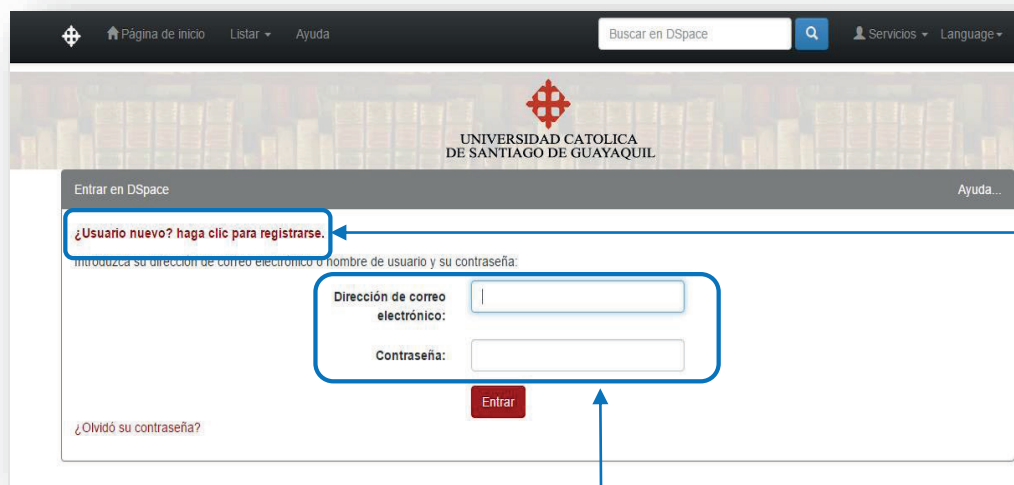 Página de inicio Listar Ayuda Buscar en DSpace Servicios Language
UNIVERSIDAD CATOLICA
DE SANTIAGO DE GUAYAQUIL
Entrar en DSpace Ayuda...
¿Usuario nuevo? haga clic para registrarse.
Introduzca su dirección de correo electrónico o nombre de usuario y su contraseña:
Dirección de correo
electrónico:
Contraseña:
Entrar
¿Olvidó su contraseña?